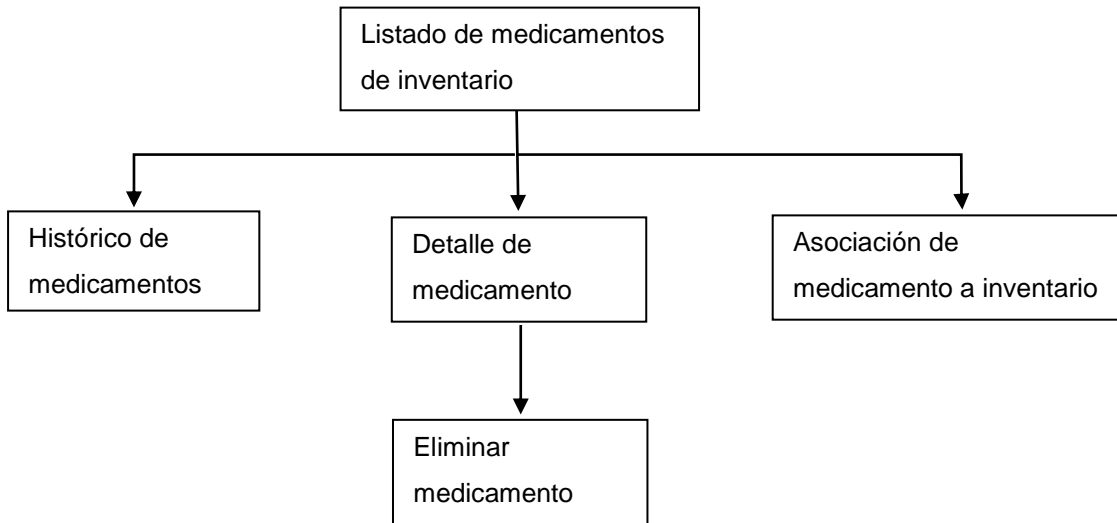 Listado de medicamentos
de inventario
Histórico de
medicamentos
Detalle de
medicamento
Asociación de
medicamento a inventario
Eliminar
medicamento